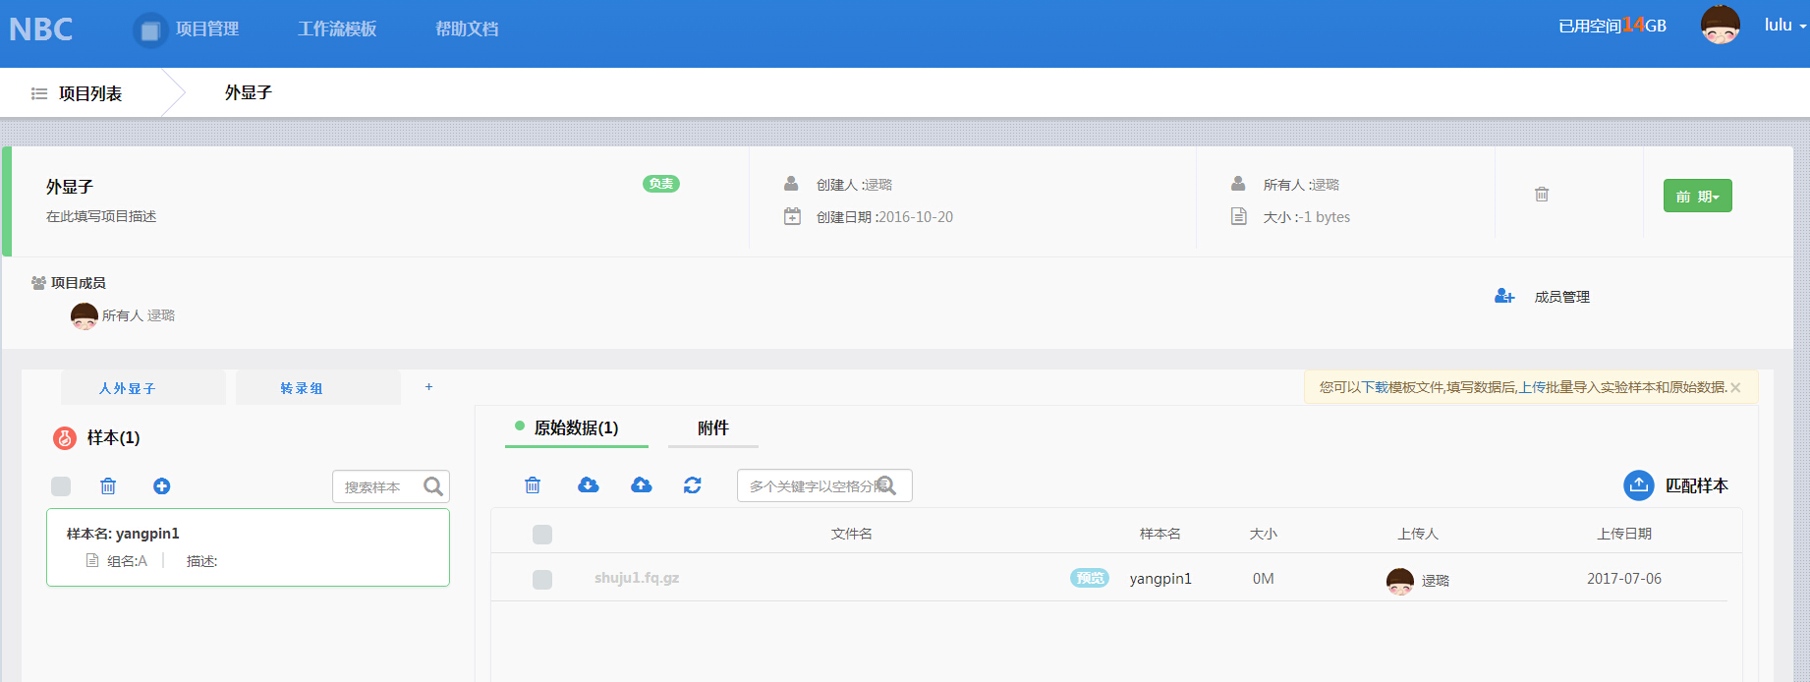 NBC
项目管理
工作流模板
帮助文档
已用空间14GB
lulu
项目列表
外显子
外显子
负责
在此填写项目描述
创建人 :逯璐
创建日期 :2016-10-20
所有人 :逯璐
大小 :-1 bytes
前 期
项目成员
所有人 逯璐
成员管理
人外显子
转录组
+
您可以下载模板文件,填写数据后,上传批量导入实验样本和原始数据.×
样本(1)
原始数据(1)
附件
搜索样本
多个关键字以空格分隔
匹配样本
样本名: yangpin1
组名:A
描述:
文件名
样本名
大小
上传人
上传日期
shuju1.fq.gz
预览
yangpin1
0M
逯璐
2017-07-06